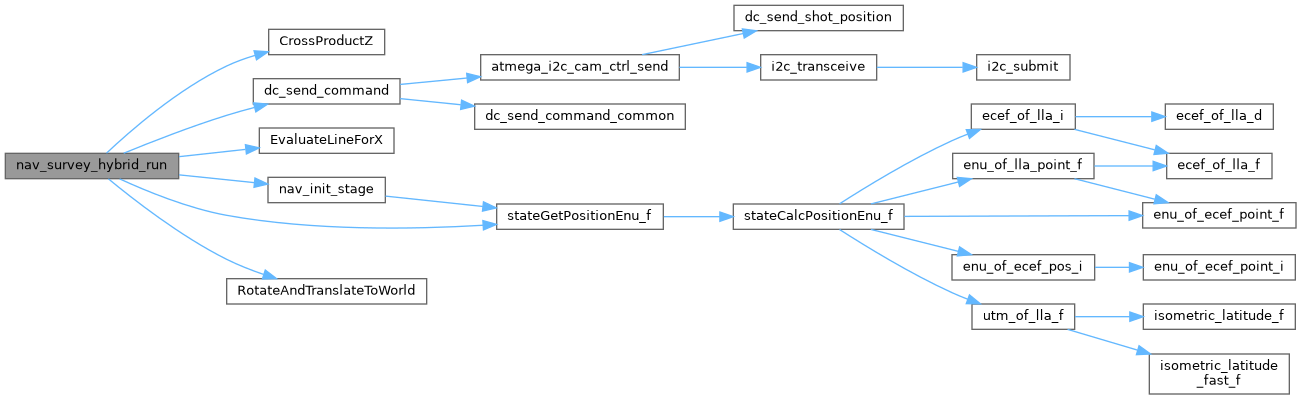 nav_survey_hybrid_run
CrossProductZ
dc_send_command
EvaluateLineForX
nav_init_stage
RotateAndTranslateToWorld
atmega_i2c_cam_ctrl_send
dc_send_command_common
stateGetPositionEnu_f
dc_send_shot_position
i2c_transceive
stateCalcPositionEnu_f
i2c_submit
ecef_of_lla_i
enu_of_lla_point_f
enu_of_ecef_pos_i
utm_of_lla_f
ecef_of_lla_d
ecef_of_lla_f
enu_of_ecef_point_f
enu_of_ecef_point_i
isometric_latitude_f
isometric_latitude
_fast_f